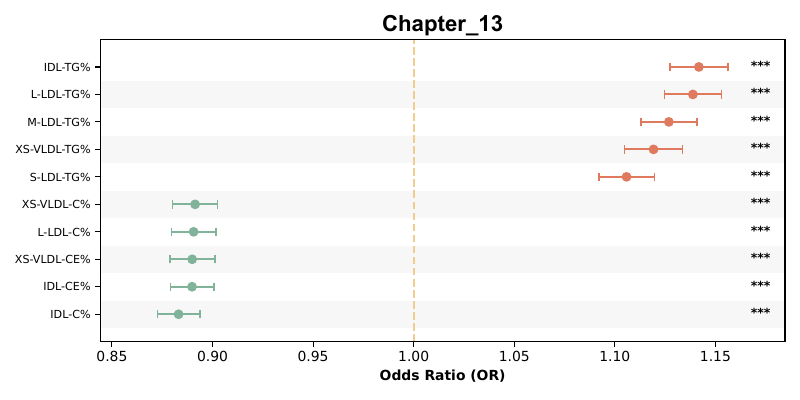 Chapter_13
IDL-TG% ***
L-LDL-TG% ***
M-LDL-TG% ***
XS-VLDL-TG% ***
S-LDL-TG% ***
XS-VLDL-C% ***
L-LDL-C% ***
XS-VLDL-CE% ***
IDL-CE% ***
IDL-C% ***
0.85 0.90 0.95 1.00 1.05 1.10 1.15
Odds Ratio (OR)